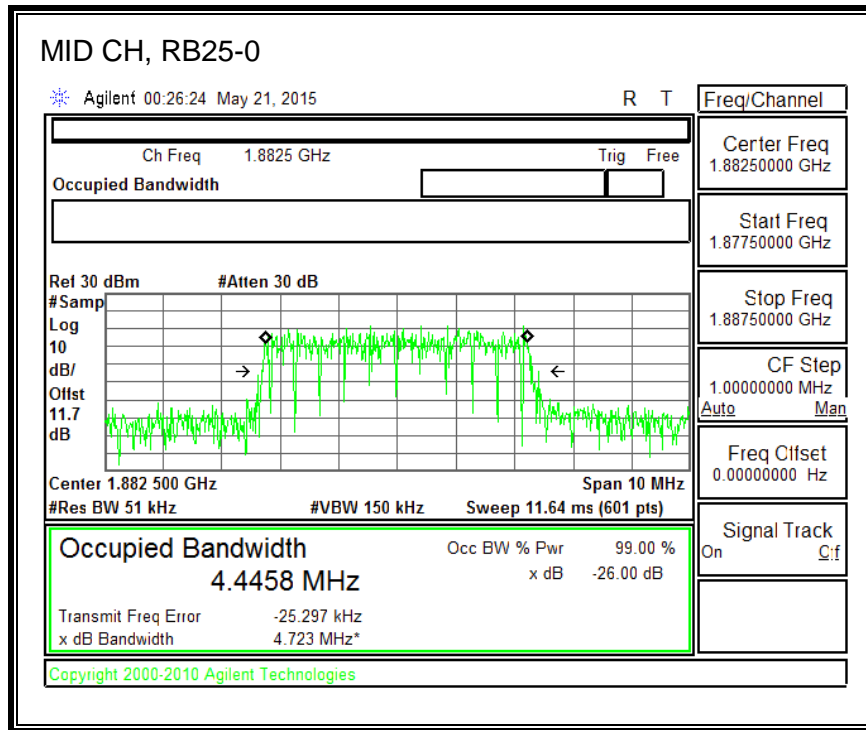 MID CH, RB25-0
Agilent 00:26:24 May 21, 2015 R T
Freq/Channel
Ch Freq 1.8825 GHz Trig Free
Occupied Bandwidth
Center Freq
1.88250000 GHz
Start Freq
1.87750000 GHz
Stop Freq
1.88750000 GHz
CF Step
1.00000000 MHz
Auto Man
Freq Offset
0.00000000 Hz
Signal Track
On Off
Ref 30 dBm #Atten 30 dB
#Samp
Log
10
dB/
Offst
11.7
dB
Center 1.882 500 GHz Span 10 MHz
#Res BW 51 kHz #VBW 150 kHz Sweep 11.64 ms (601 pts)
Occupied Bandwidth
4.4458 MHz
Occ BW % Pwr 99.00 %
x dB -26.00 dB
Transmit Freq Error -25.297 kHz
x dB Bandwidth 4.723 MHz*
Copyright 2000-2010 Agilent Technologies